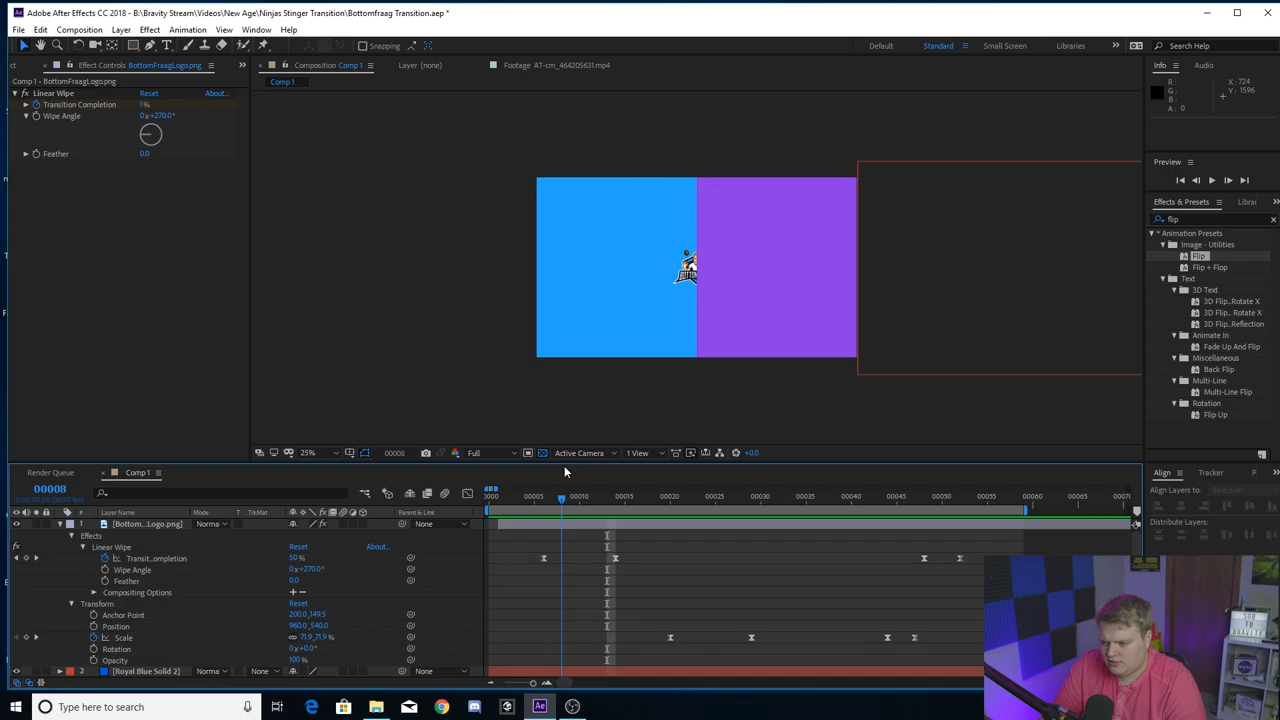 Adobe After Effects CC 2018 - B:\Bravity Stream\Videos\New Age\Ninjas Stinger Transition\Bottomfraag Transition.aep *
File Edit Composition Layer Effect Animation View Window Help
Snapping Default Standard Small Screen Libraries Search Help
ct Effect Controls BottomFraagLogo.png Composition Comp 1 Layer (none) Footage AT-cm_464205631.mp4 Info Audio
Comp 1 · BottomFraagLogo.png Comp 1
Linear Wipe Reset About...
Transition Completion 1%
Wipe Angle 0x+270.0°
Feather 0.0
R:
G:
B:
A: 0
X: 724
Y: 1596
Preview
Effects & Presets Librai
flip
* Animation Presets
Image - Utilities
Flip
Flip + Flop
Text
3D Text
3D Flip...Rotate X
3D Flip... Rotate X
3D Flip...Reflection
Animate In
Fade Up And Flip
Miscellaneous
Back Flip
Multi-Line
Multi-Line Flip
Rotation
Flip Up
25% 00008 Full Active Camera 1 View +0.0
Render Queue Comp 1
Align Tracker P
Align Layers to:
Distribute Layers:
00008
0:00:00:08 (30.00 fps)
0000 00005 00010 00015 00020 00025 00030 00035 00040 00045 00050 00055 00060 00065 00070
# Layer Name Mode T TrkMat Parent & Link
1 [Bottom...Logo.png] Norma None
Effects
Linear Wipe Reset About...
Transit...ompletion 50%
Wipe Angle 0x+270.0°
Feather 0.0
Compositing Options + −
Transform Reset
Anchor Point 200.0,149.5
Position 960.0,540.0
Scale 71.9,71.9%
Rotation 0x+0.0°
Opacity 100%
2 [Royal Blue Solid 2] Norma None None
SUB
TO
BRAVITY
Type here to search